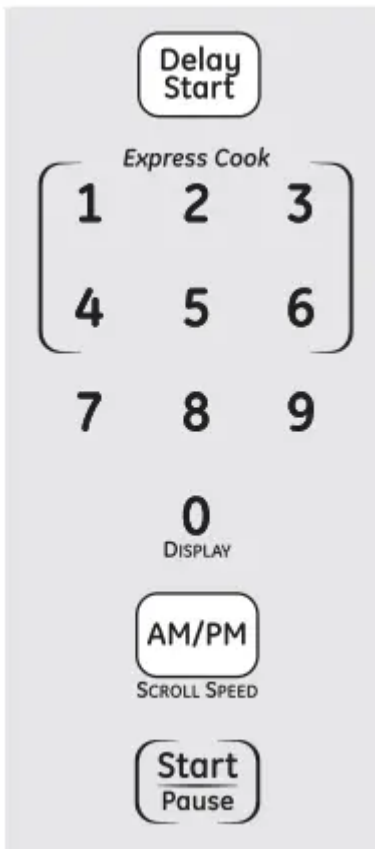 Delay
Start
Express Cook
1 2 3
4 5 6
7 8 9
0
DISPLAY
AM/PM
SCROLL SPEED
Start
Pause